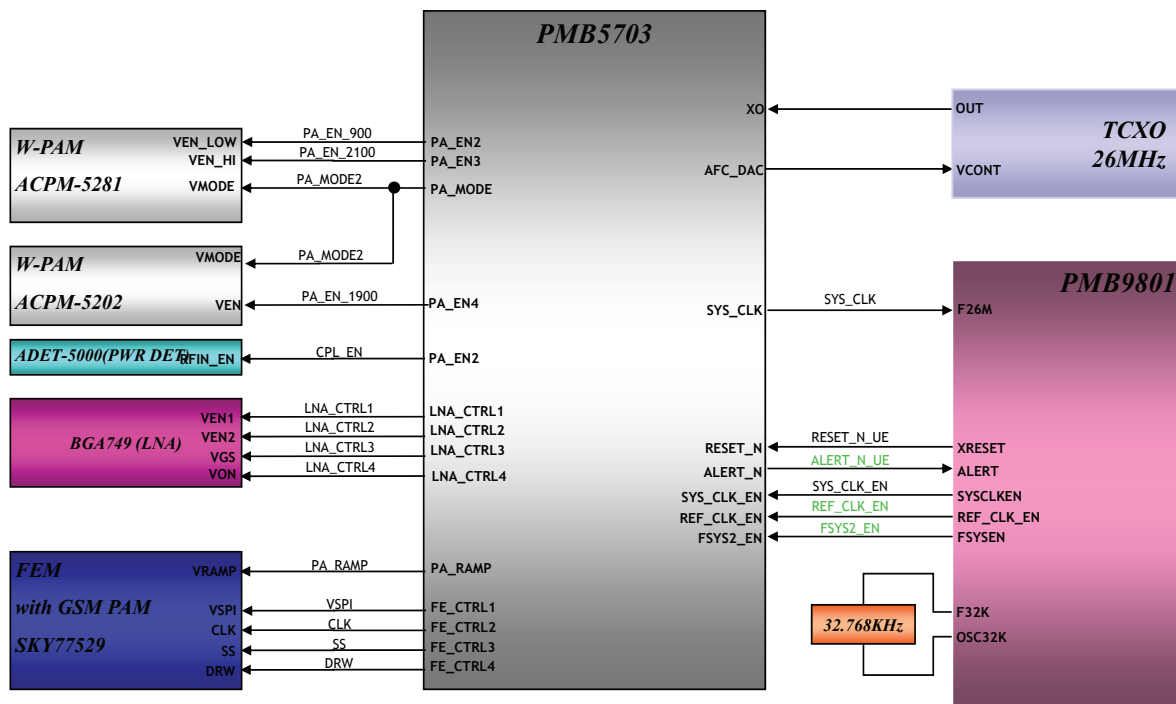 PMB5703
XO
OUT
TCXO
26MHz
AFC_DAC
VCONT
W-PAM
ACPM-5281
VEN_LOW
PA_EN_900
PA_EN2
VEN_HI
PA_EN_2100
PA_EN3
VMODE
PA_MODE2
PA_MODE
W-PAM
ACPM-5202
VMODE
PA_MODE2
VEN
PA_EN_1900
PA_EN4
ADET-5000(PWR DET)
RFIN_EN
CPL_EN
PA_EN2
BGA749 (LNA)
VEN1
LNA_CTRL1
LNA_CTRL1
VEN2
LNA_CTRL2
LNA_CTRL2
VGS
LNA_CTRL3
LNA_CTRL3
VON
LNA_CTRL4
LNA_CTRL4
FEM
with GSM PAM
SKY77529
VRAMP
PA_RAMP
PA_RAMP
VSPI
VSPI
FE_CTRL1
CLK
CLK
FE_CTRL2
SS
SS
FE_CTRL3
DRW
DRW
FE_CTRL4
PMB9801
SYS_CLK
SYS_CLK
F26M
RESET_N
RESET_N_UE
XRESET
ALERT_N
ALERT_N_UE
ALERT
SYS_CLK_EN
SYS_CLK_EN
SYSCLKEN
REF_CLK_EN
REF_CLK_EN
REF_CLK_EN
FSYS2_EN
FSYS2_EN
FSYSEN
32.768KHz
F32K
OSC32K